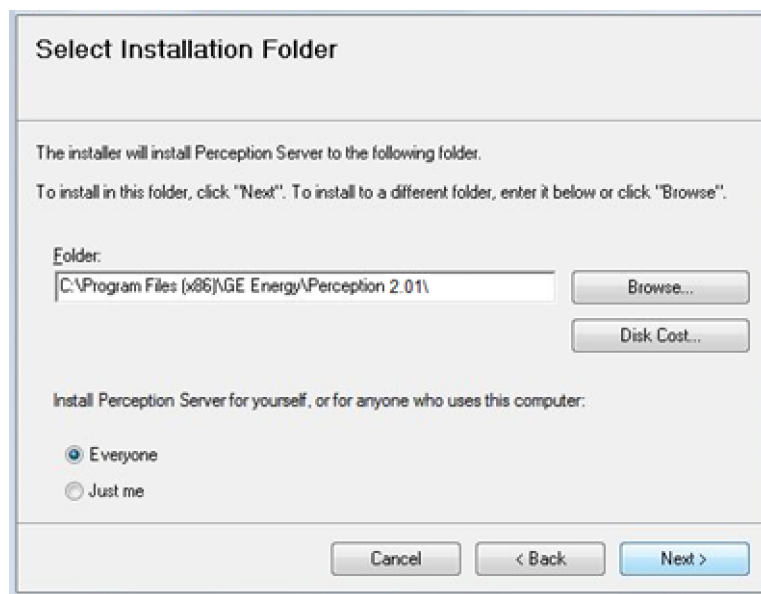 Select Installation Folder
The installer will install Perception Server to the following folder.
To install in this folder, click "Next". To install to a different folder, enter it below or click "Browse".
Folder:
C:\Program Files (x86)\GE Energy\Perception 2.01\
Browse...
Disk Cost...
Install Perception Server for yourself, or for anyone who uses this computer:
Everyone
Just me
Cancel
< Back
Next >